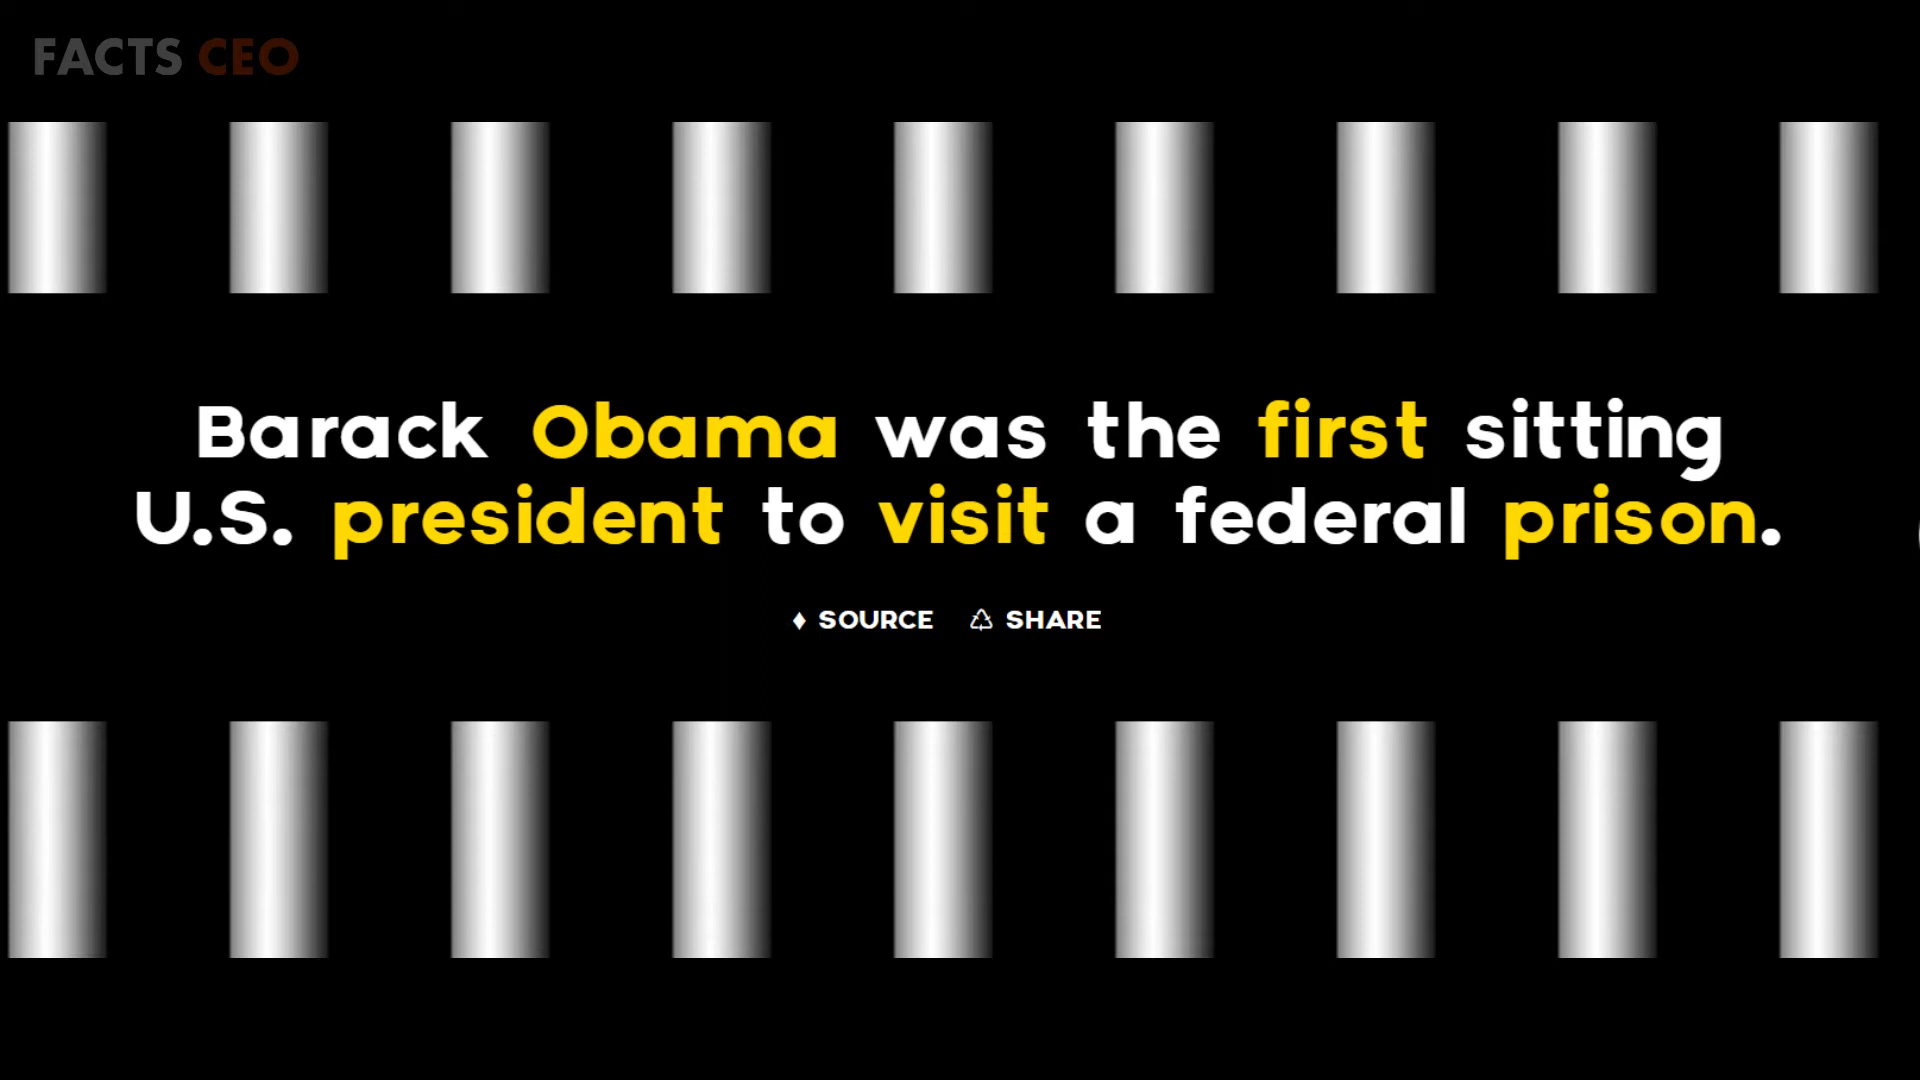 FACTS CEO
Barack Obama was the first sitting
U.S. president to visit a federal prison.
♦ SOURCE ♺ SHARE